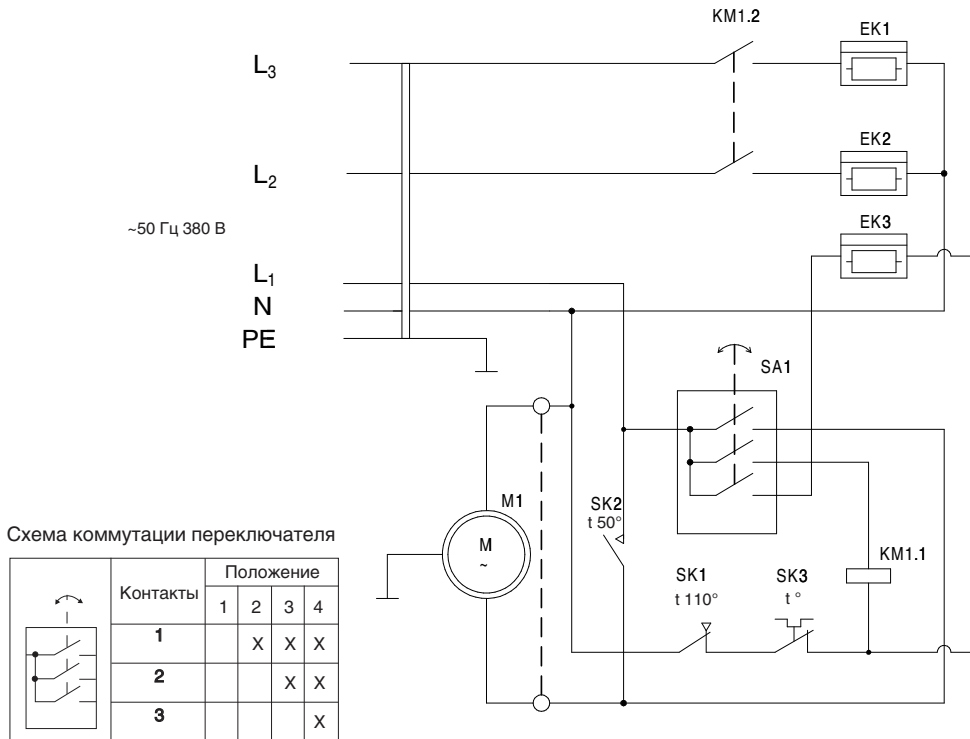 KM1.2
EK1
L3
EK2
L2
EK3
~50 Гц 380 В
L1
N
PE
SA1
M1
SK2
t 50°
M
~
KM1.1
SK1
t 110°
SK3
t °
Схема коммутации переключателя
Контакты Положение
1 2 3 4
1 X X X
2 X X
3 X